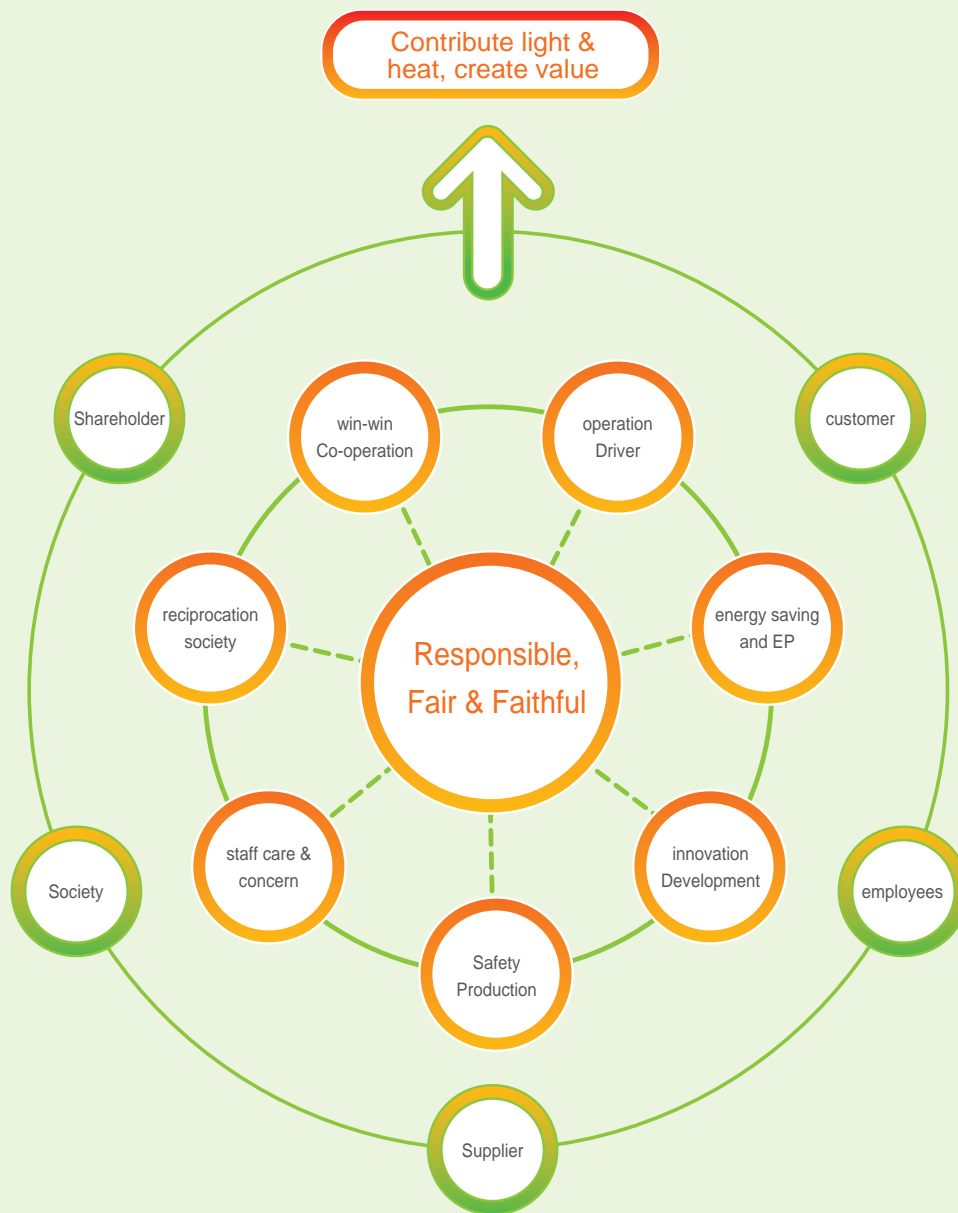 Contribute light &
heat, create value
Shareholder
customer
win-win
Co-operation
operation
Driver
reciprocation
society
energy saving
and EP
Responsible,
Fair & Faithful
staff care &
concern
innovation
Development
Society
employees
Safety
Production
Supplier